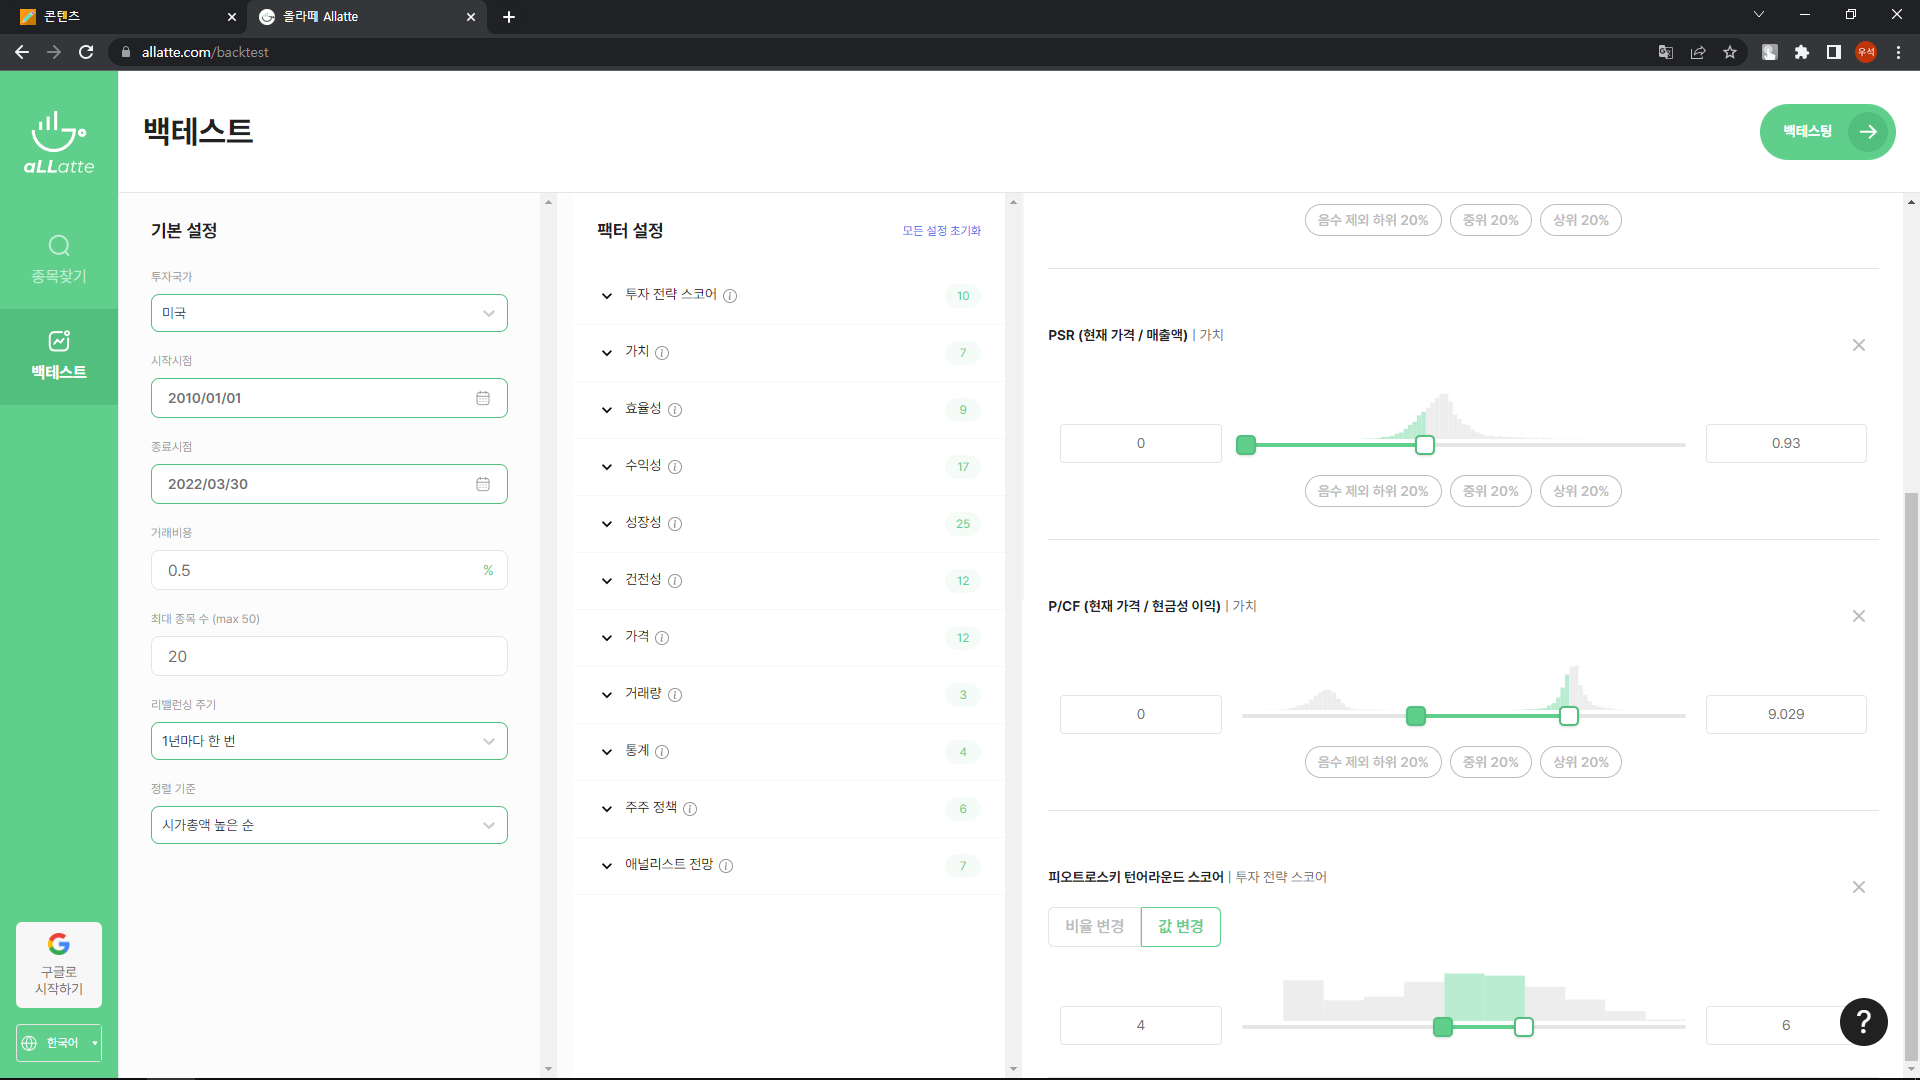 콘텐츠
올라떼 Allatte
allatte.com/backtest
우석
aLLatte
종목찾기
백테스트
구글로
시작하기
한국어
백테스트
백테스팅
기본 설정
투자국가
미국
시작시점
2010/01/01
종료시점
2022/03/30
거래비용
0.5 %
최대 종목 수 (max 50)
20
리밸런싱 주기
1년마다 한 번
정렬 기준
시가총액 높은 순
팩터 설정 모든 설정 초기화
투자 전략 스코어 i 10
가치 i 7
효율성 i 9
수익성 i 17
성장성 i 25
건전성 i 12
가격 i 12
거래량 i 3
통계 i 4
주주 정책 i 6
애널리스트 전망 i 7
음수 제외 하위 20% 중위 20% 상위 20%
PSR (현재 가격 / 매출액) | 가치
0 0.93
음수 제외 하위 20% 중위 20% 상위 20%
P/CF (현재 가격 / 현금성 이익) | 가치
0 9.029
음수 제외 하위 20% 중위 20% 상위 20%
피오트로스키 턴어라운드 스코어 | 투자 전략 스코어
비율 변경 값 변경
4 6
?